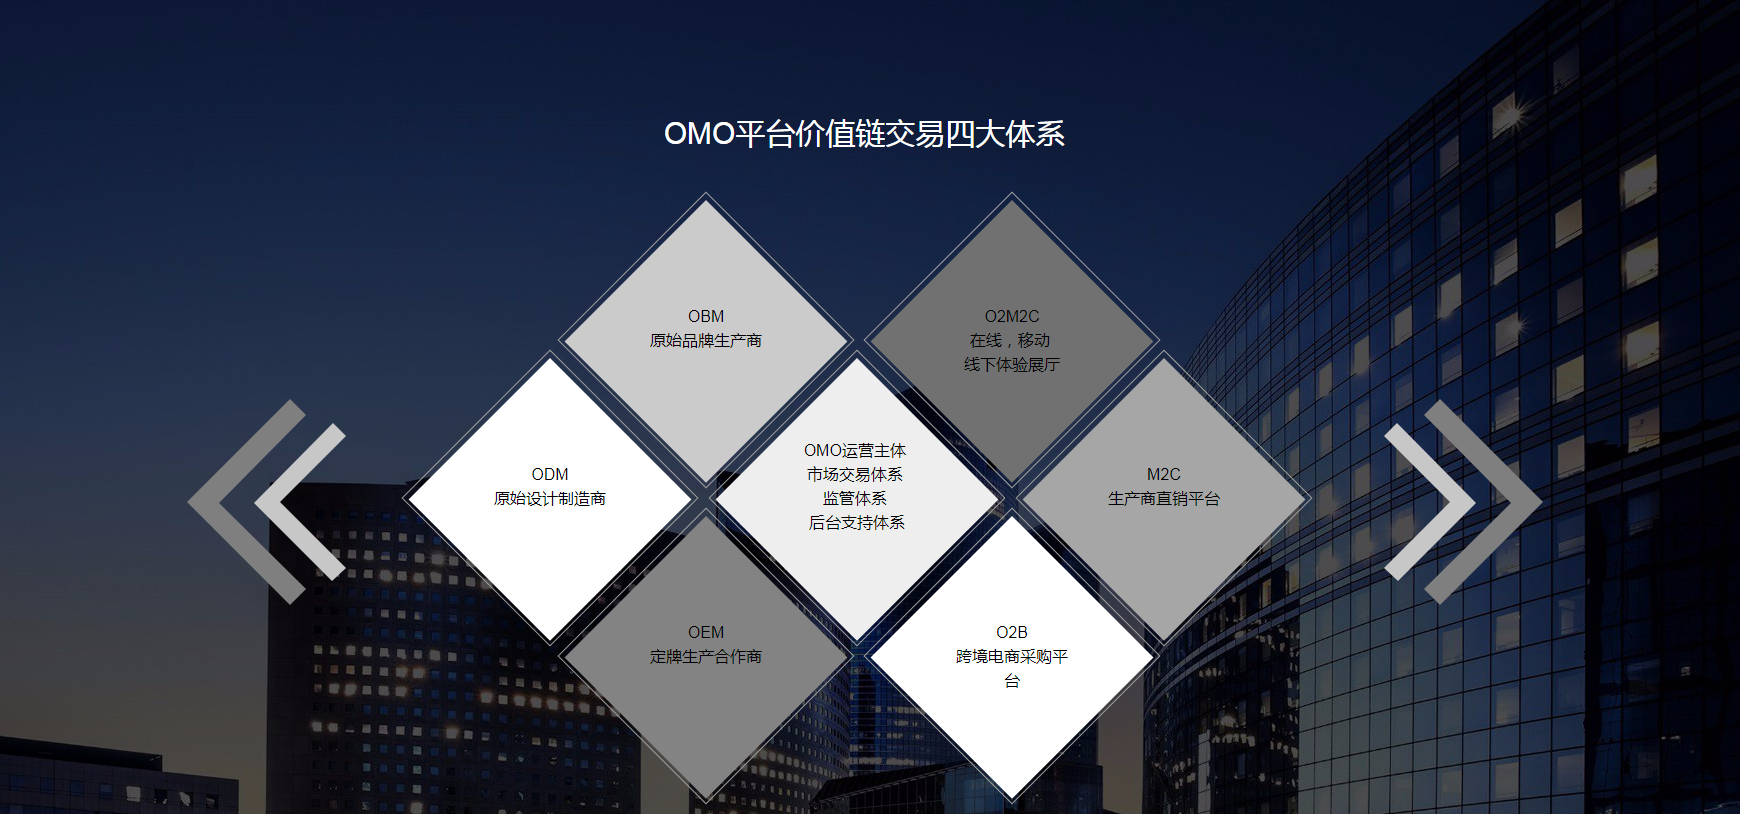 OMO平台价值链交易四大体系
OBM
原始品牌生产商
O2M2C
在线，移动
线下体验展厅
ODM
原始设计制造商
OMO运营主体
市场交易体系
监管体系
后台支持体系
M2C
生产商直销平台
OEM
定牌生产合作商
O2B
跨境电商采购平
台